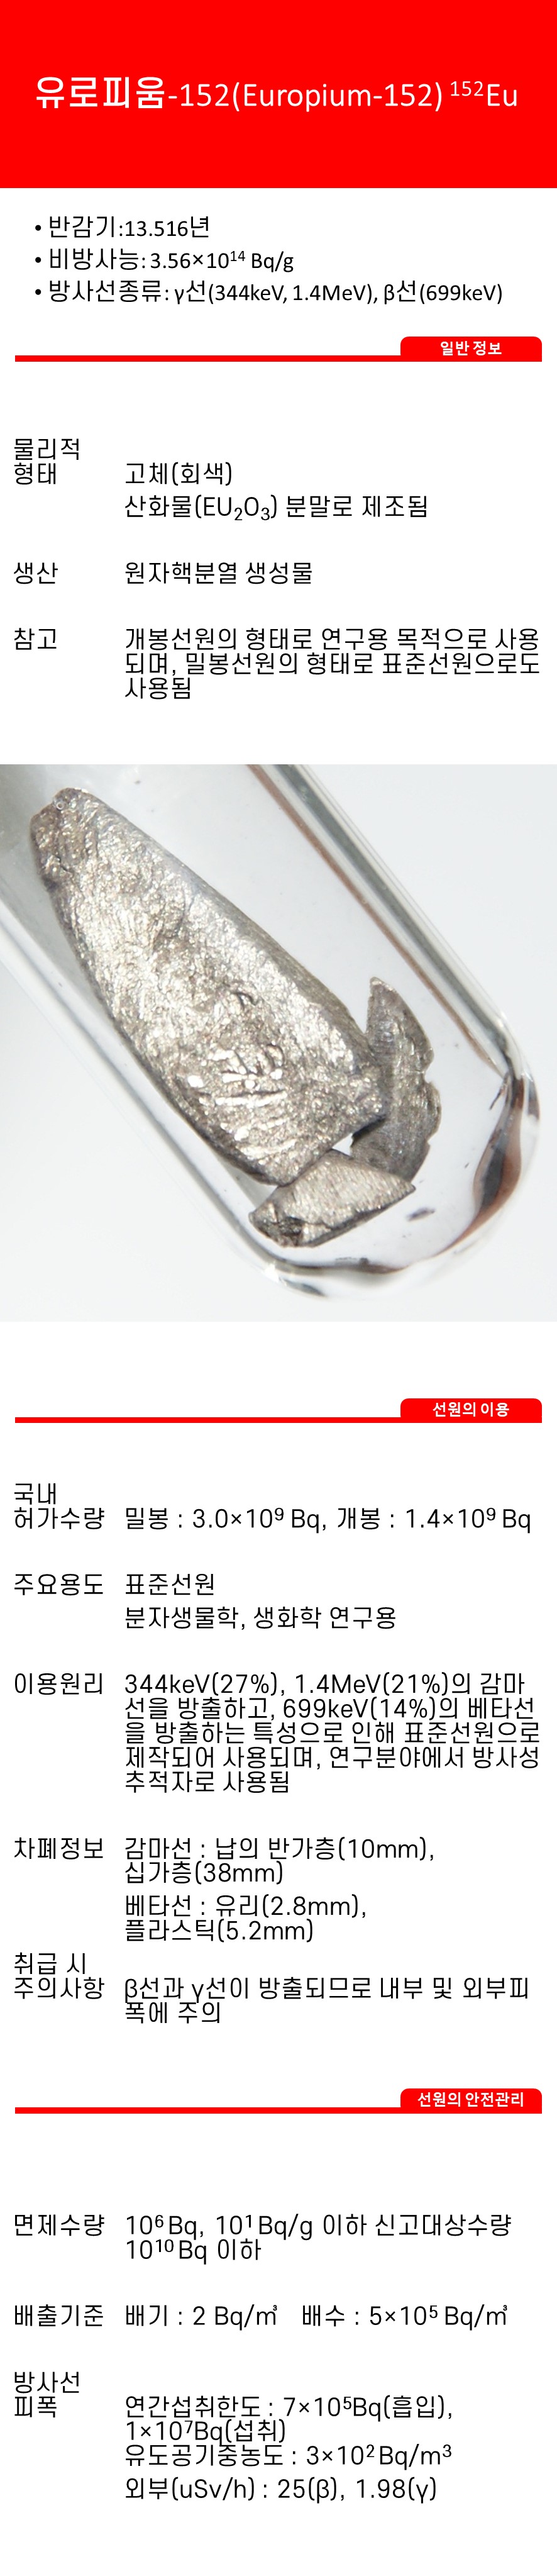 유로피움-152(Europium-152) ¹⁵²Eu
• 반감기:13.516년
• 비방사능: 3.56×10¹⁴ Bq/g
• 방사선종류: γ선(344keV, 1.4MeV), β선(699keV)
일반 정보
물리적
형태 고체(회색)
산화물(EU₂O₃) 분말로 제조됨
생산 원자핵분열 생성물
참고 개봉선원의 형태로 연구용 목적으로 사용
되며, 밀봉선원의 형태로 표준선원으로도
사용됨
선원의 이용
국내
허가수량 밀봉 : 3.0×10⁹ Bq, 개봉 : 1.4×10⁹ Bq
주요용도 표준선원
분자생물학, 생화학 연구용
이용원리 344keV(27%), 1.4MeV(21%)의 감마
선을 방출하고, 699keV(14%)의 베타선
을 방출하는 특성으로 인해 표준선원으로
제작되어 사용되며, 연구분야에서 방사성
추적자로 사용됨
차폐정보 감마선 : 납의 반가층(10mm),
십가층(38mm)
베타선 : 유리(2.8mm),
플라스틱(5.2mm)
취급 시
주의사항 β선과 γ선이 방출되므로 내부 및 외부피
폭에 주의
선원의 안전관리
면제수량 10⁶ Bq, 10¹ Bq/g 이하 신고대상수량
10¹⁰ Bq 이하
배출기준 배기 : 2 Bq/㎥ 배수 : 5×10⁵ Bq/㎥
방사선
피폭 연간섭취한도 : 7×10⁵Bq(흡입),
1×10⁷Bq(섭취)
유도공기중농도 : 3×10² Bq/m³
외부(uSv/h) : 25(β), 1.98(γ)